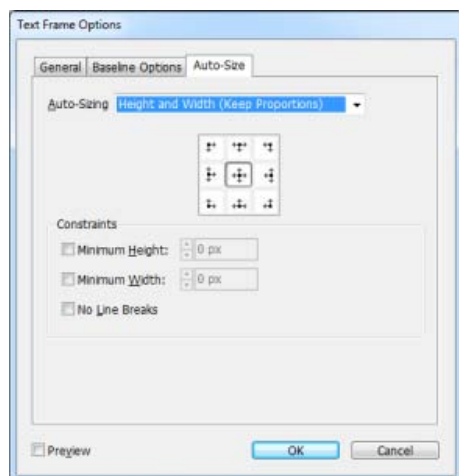 Text Frame Options
General Baseline Options Auto-Size
Auto-Sizing Height and Width (Keep Proportions)
Constraints
Minimum Height: 0 px
Minimum Width: 0 px
No Line Breaks
Preview OK Cancel